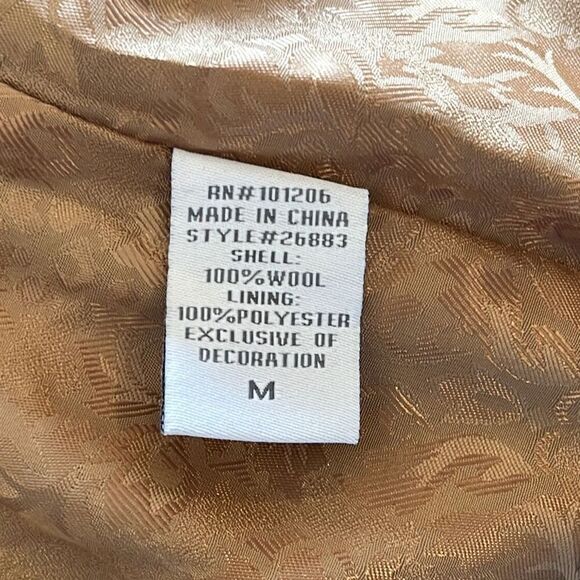 RN#101206
MADE IN CHINA
STYLE#26883
SHELL:
100%WOOL
LINING:
100%POLYESTER
EXCLUSIVE OF
DECORATION
M